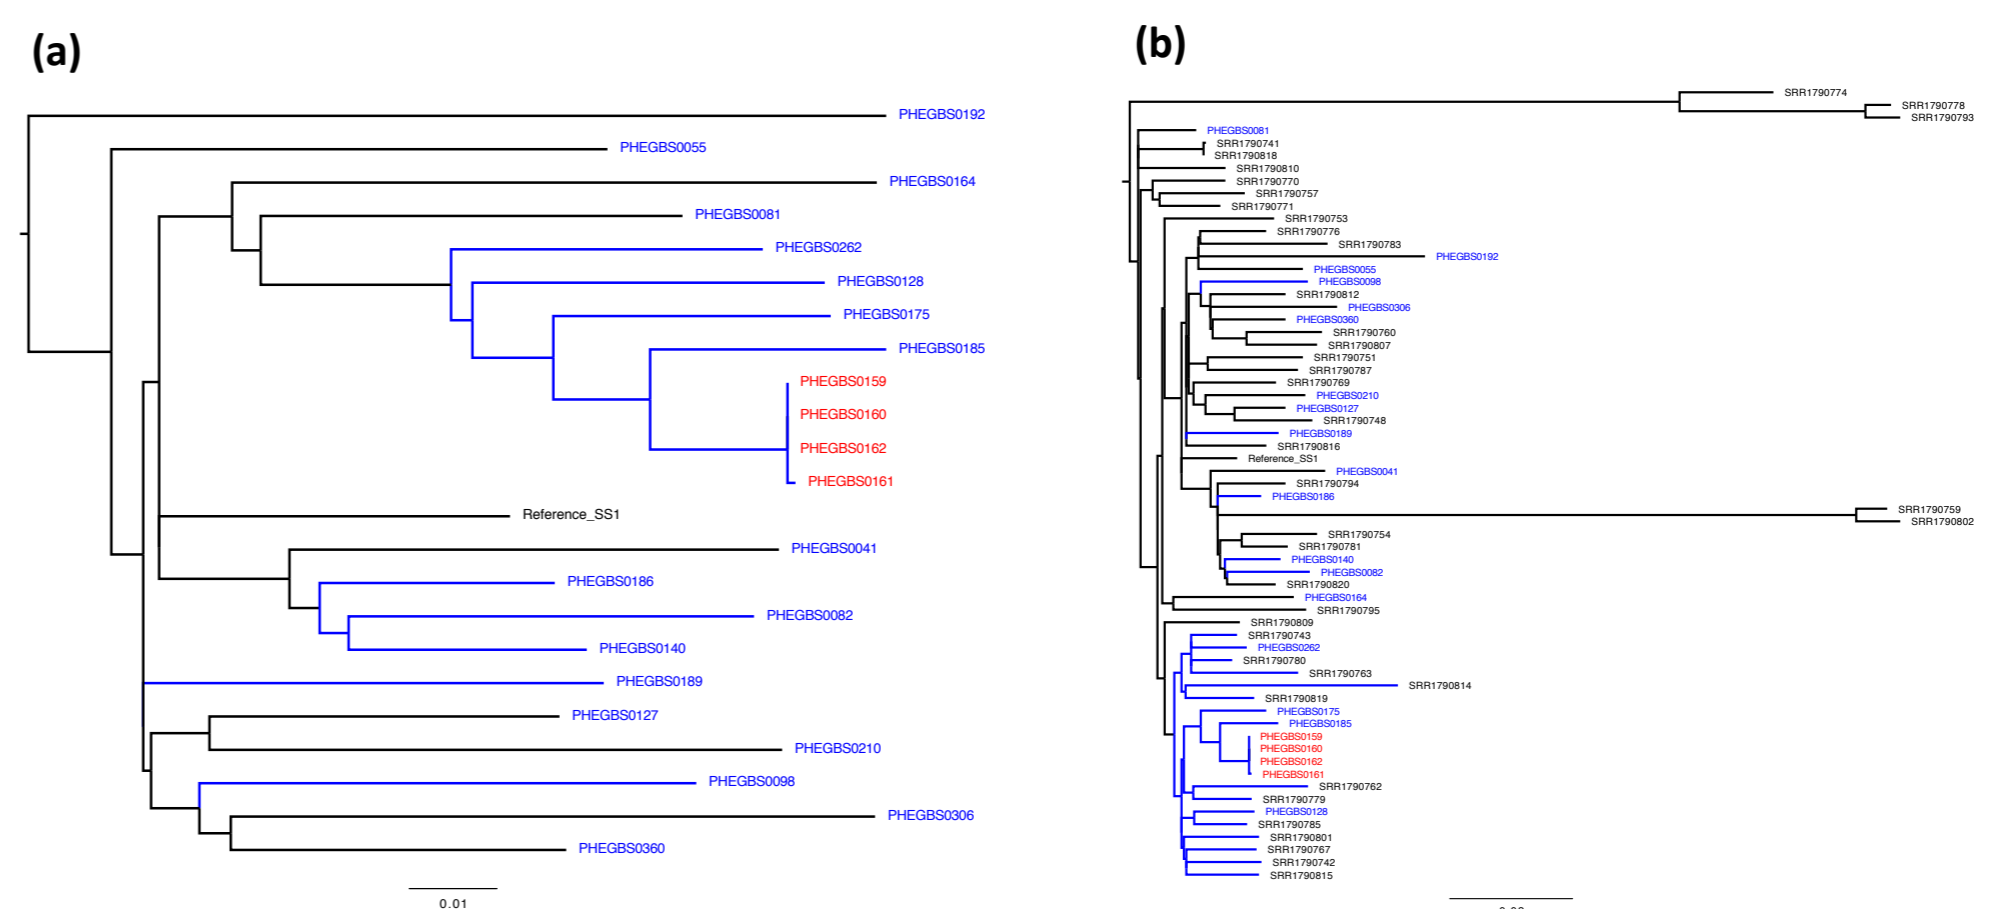 (a)
PHEGBS0192
PHEGBS0055
PHEGBS0164
PHEGBS0081
PHEGBS0262
PHEGBS0128
PHEGBS0175
PHEGBS0185
PHEGBS0159
PHEGBS0160
PHEGBS0162
PHEGBS0161
Reference_SS1
PHEGBS0041
PHEGBS0186
PHEGBS0082
PHEGBS0140
PHEGBS0189
PHEGBS0127
PHEGBS0210
PHEGBS0098
PHEGBS0306
PHEGBS0360
0.01
(b)
SRR1790774
SRR1790778
SRR1790793
PHEGBS0081
SRR1790741
SRR1790818
SRR1790810
SRR1790770
SRR1790757
SRR1790771
SRR1790753
SRR1790776
SRR1790783
PHEGBS0192
PHEGBS0055
PHEGBS0098
SRR1790812
PHEGBS0306
PHEGBS0360
SRR1790760
SRR1790807
SRR1790751
SRR1790787
SRR1790769
PHEGBS0210
PHEGBS0127
SRR1790748
PHEGBS0189
SRR1790816
Reference_SS1
PHEGBS0041
SRR1790794
PHEGBS0186
SRR1790759
SRR1790802
SRR1790754
SRR1790781
PHEGBS0140
PHEGBS0082
SRR1790820
PHEGBS0164
SRR1790795
SRR1790809
SRR1790743
PHEGBS0262
SRR1790780
SRR1790763
SRR1790814
SRR1790819
PHEGBS0175
PHEGBS0185
PHEGBS0159
PHEGBS0160
PHEGBS0162
PHEGBS0161
SRR1790762
SRR1790779
PHEGBS0128
SRR1790785
SRR1790801
SRR1790767
SRR1790742
SRR1790815